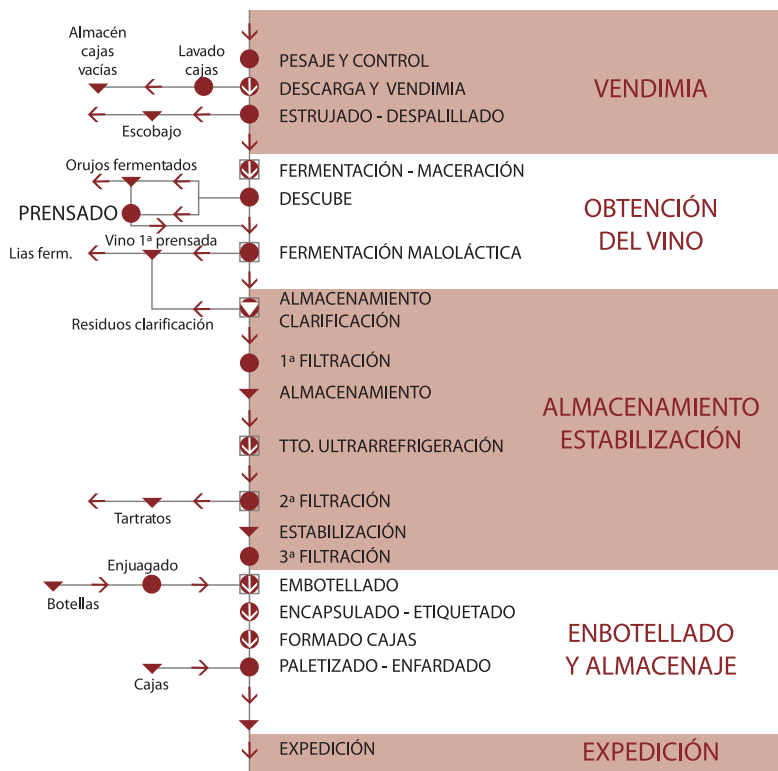 Almacén
cajas
vacías
Lavado
cajas
PESAJE Y CONTROL
DESCARGA Y VENDIMIA
VENDIMIA
ESTRUJADO - DESPALILLADO
Escobajo
Orujos fermentados
FERMENTACIÓN - MACERACIÓN
DESCUBE
PRENSADO
OBTENCIÓN
DEL VINO
Vino 1ª prensada
Lias ferm.
FERMENTACIÓN MALOLÁCTICA
ALMACENAMIENTO
CLARIFICACIÓN
Residuos clarificación
1ª FILTRACIÓN
ALMACENAMIENTO
ALMACENAMIENTO
ESTABILIZACIÓN
TTO. ULTRARREFRIGERACIÓN
2ª FILTRACIÓN
Tartratos
ESTABILIZACIÓN
3ª FILTRACIÓN
Enjuagado
Botellas
EMBOTELLADO
ENCAPSULADO - ETIQUETADO
FORMADO CAJAS
ENBOTELLADO
Y ALMACENAJE
PALETIZADO - ENFARDADO
Cajas
EXPEDICIÓN
EXPEDICIÓN